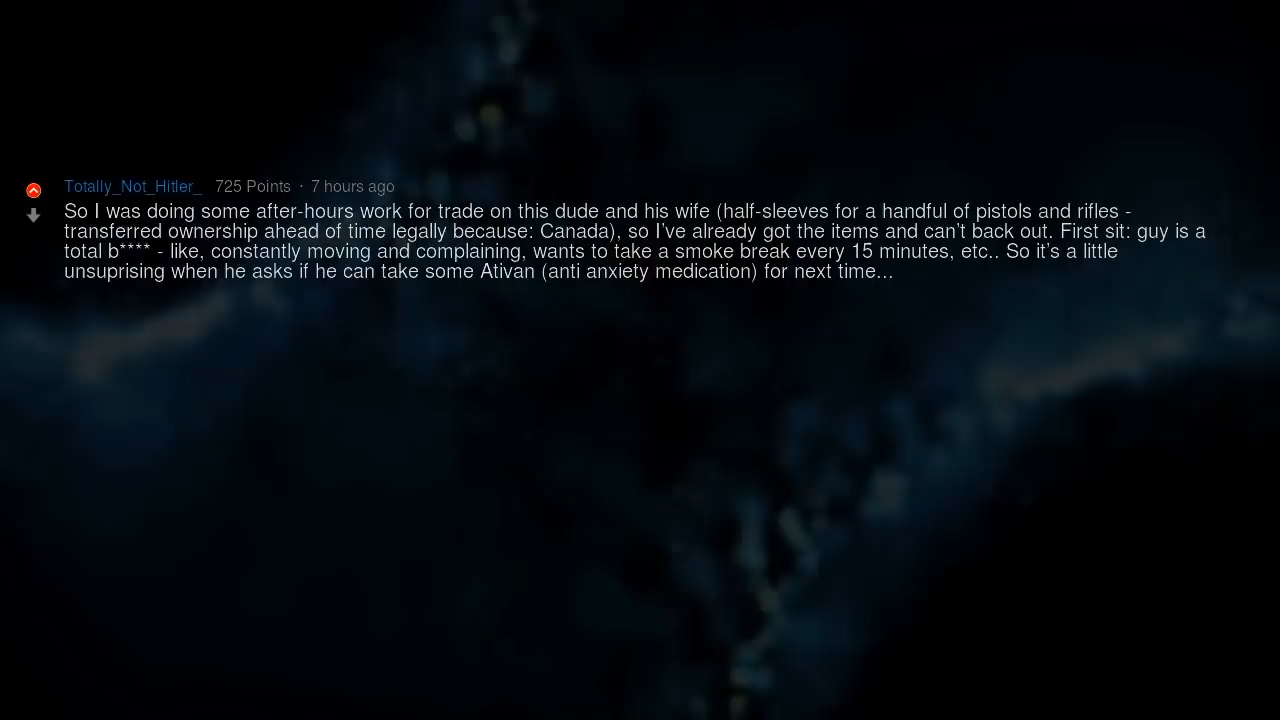 Totally_Not_Hitler_ 725 Points · 7 hours ago
So I was doing some after-hours work for trade on this dude and his wife (half-sleeves for a handful of pistols and rifles -
transferred ownership ahead of time legally because: Canada), so I've already got the items and can't back out. First sit: guy is a
total b**** - like, constantly moving and complaining, wants to take a smoke break every 15 minutes, etc.. So it's a little
unsuprising when he asks if he can take some Ativan (anti anxiety medication) for next time...